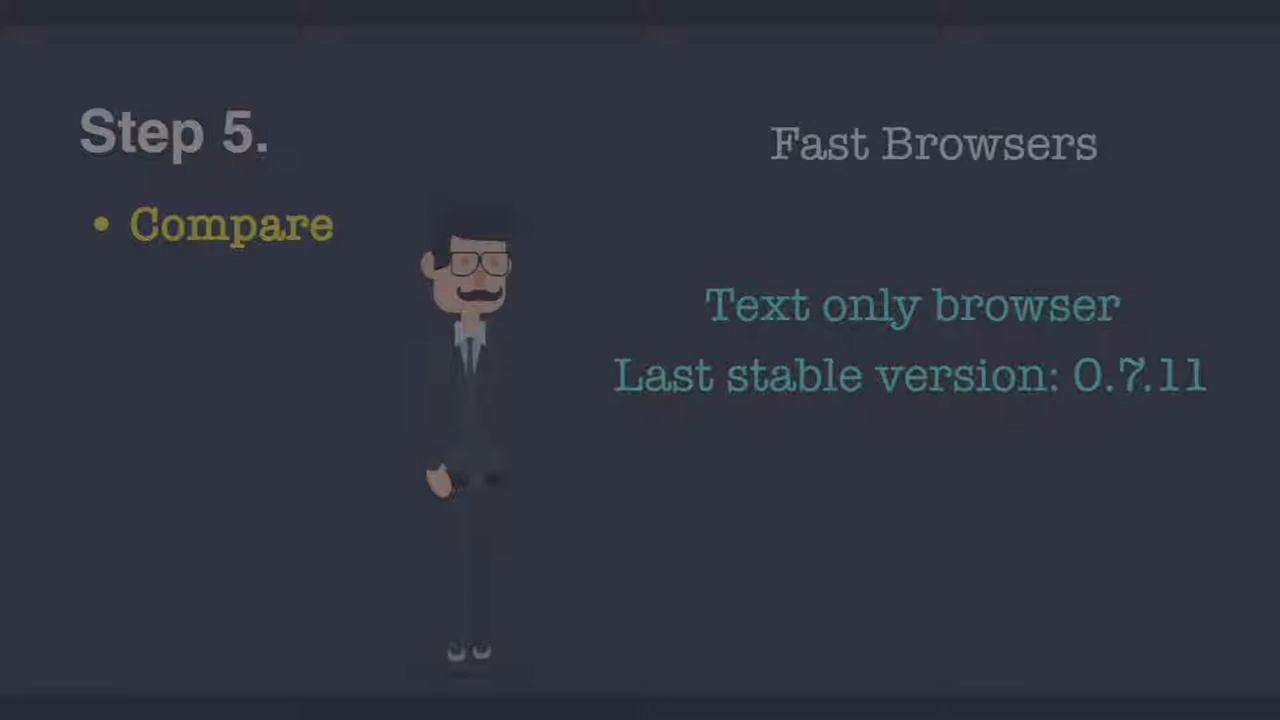 Step 5.
• Compare
Fast Browsers
Text only browser
Last stable version: 0.7.11